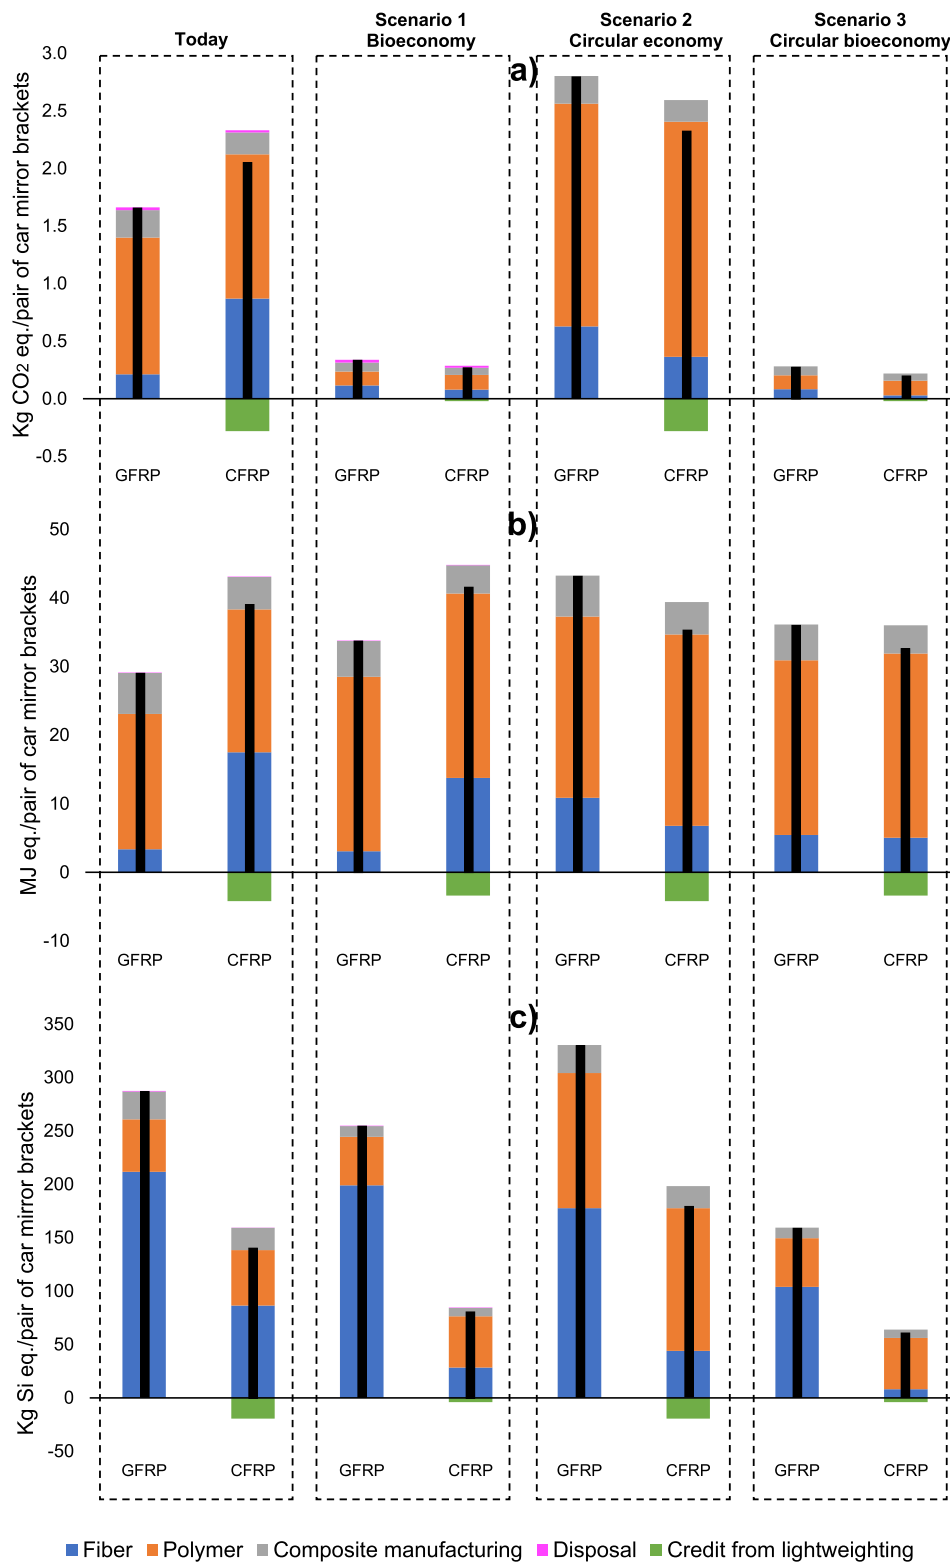 Today
Scenario 1
Bioeconomy
Scenario 2
Circular economy
Scenario 3
Circular bioeconomy
a)
Kg CO2 eq./pair of car mirror brackets
3.0
2.5
2.0
1.5
1.0
0.5
0.0
-0.5
GFRP CFRP GFRP CFRP GFRP CFRP GFRP CFRP
b)
MJ eq./pair of car mirror brackets
50
40
30
20
10
0
-10
GFRP CFRP GFRP CFRP GFRP CFRP GFRP CFRP
c)
Kg Si eq./pair of car mirror brackets
350
300
250
200
150
100
50
0
-50
GFRP CFRP GFRP CFRP GFRP CFRP GFRP CFRP
Fiber Polymer Composite manufacturing Disposal Credit from lightweighting